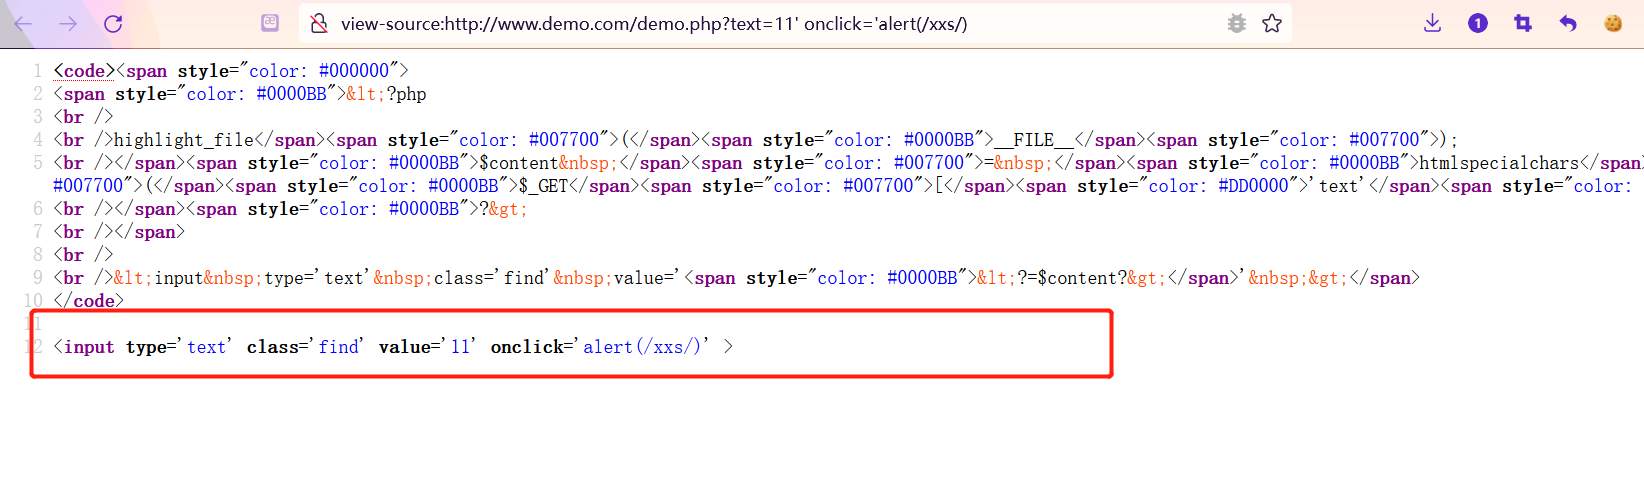 view-source:http://www.demo.com/demo.php?text=11' onclick='alert(/xxs/)
1
1 <code><span style="color: #000000">
2 <span style="color: #0000BB">&lt;?php
3 <br />
4 <br />highlight_file</span><span style="color: #007700">(</span><span style="color: #0000BB">__FILE__</span><span style="color: #007700">);
5 <br /></span><span style="color: #0000BB">$content&nbsp;</span><span style="color: #007700">=&nbsp;</span><span style="color: #0000BB">htmlspecialchars</span
#007700">(</span><span style="color: #0000BB">$_GET</span><span style="color: #007700">[</span><span style="color: #DD0000">'text'</span><span style="color:
6 <br /></span><span style="color: #0000BB">?&gt;
7 <br /></span>
8 <br />
9 <br />&lt;input&nbsp;type='text'&nbsp;class='find'&nbsp;value='<span style="color: #0000BB">&lt;?=$content?&gt;</span>'&nbsp;&gt;</span>
10 </code>
11
12 <input type='text' class='find' value='11' onclick='alert(/xxs/)' >